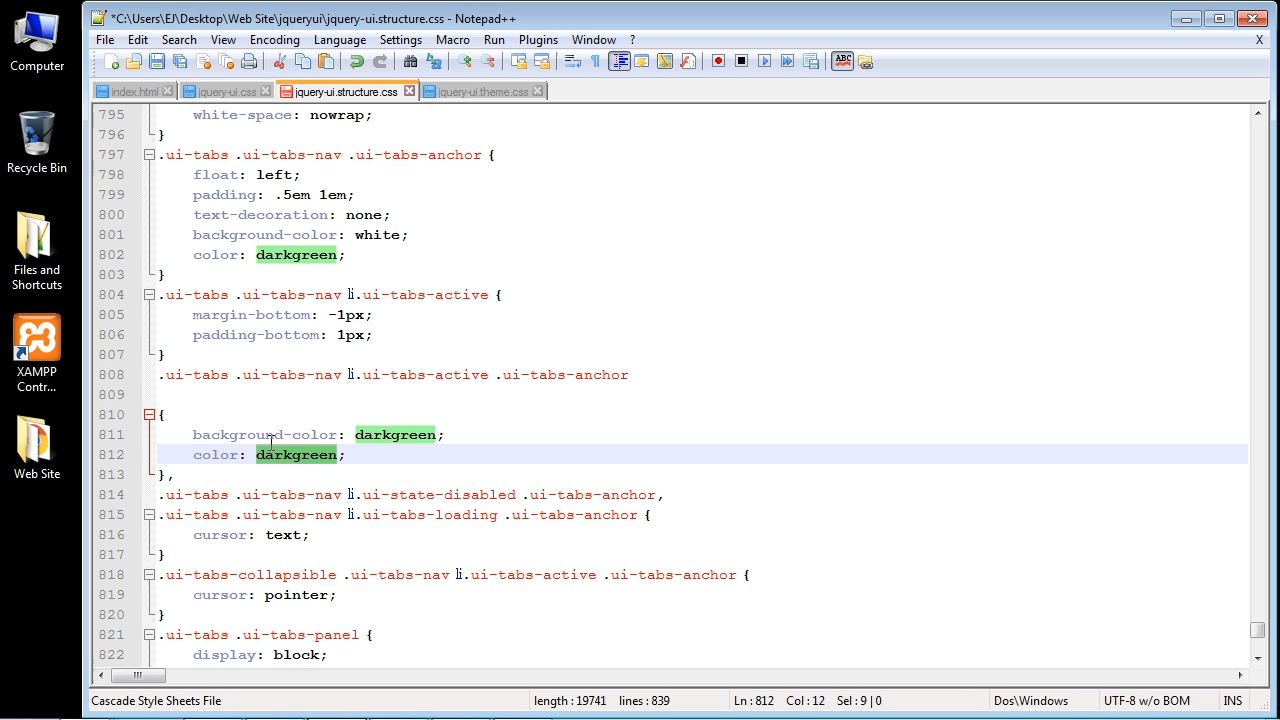 *C:\Users\EJ\Desktop\Web Site\jqueryui\jquery-ui.structure.css - Notepad++
File Edit Search View Encoding Language Settings Macro Run Plugins Window ? X
index.html jquery-ui.css jquery-ui.structure.css jquery-ui.theme.css
Computer
Recycle Bin
Files and
Shortcuts
XAMPP
Contr...
Web Site
795 white-space: nowrap;
796 }
797 .ui-tabs .ui-tabs-nav .ui-tabs-anchor {
798 float: left;
799 padding: .5em 1em;
800 text-decoration: none;
801 background-color: white;
802 color: darkgreen;
803 }
804 .ui-tabs .ui-tabs-nav li.ui-tabs-active {
805 margin-bottom: -1px;
806 padding-bottom: 1px;
807 }
808 .ui-tabs .ui-tabs-nav li.ui-tabs-active .ui-tabs-anchor
809
810 {
811 background-color: darkgreen;
812 color: darkgreen;
813 },
814 .ui-tabs .ui-tabs-nav li.ui-state-disabled .ui-tabs-anchor,
815 .ui-tabs .ui-tabs-nav li.ui-tabs-loading .ui-tabs-anchor {
816 cursor: text;
817 }
818 .ui-tabs-collapsible .ui-tabs-nav li.ui-tabs-active .ui-tabs-anchor {
819 cursor: pointer;
820 }
821 .ui-tabs .ui-tabs-panel {
822 display: block;
Cascade Style Sheets File length : 19741 lines : 839 Ln : 812 Col : 12 Sel : 9 | 0 Dos\Windows UTF-8 w/o BOM INS